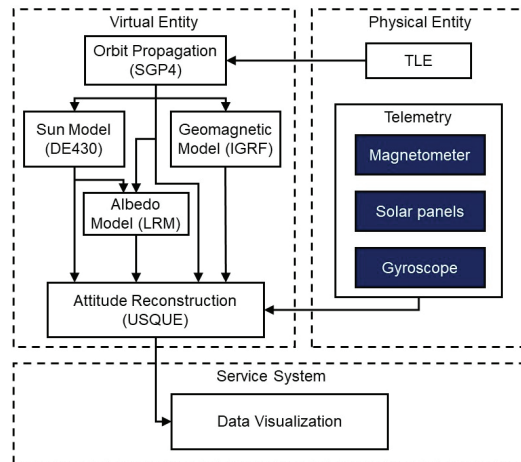 Virtual Entity
Physical Entity
Orbit Propagation
(SGP4)
TLE
Sun Model
(DE430)
Geomagnetic
Model (IGRF)
Telemetry
Magnetometer
Albedo
Model (LRM)
Solar panels
Gyroscope
Attitude Reconstruction
(USQUE)
Service System
Data Visualization